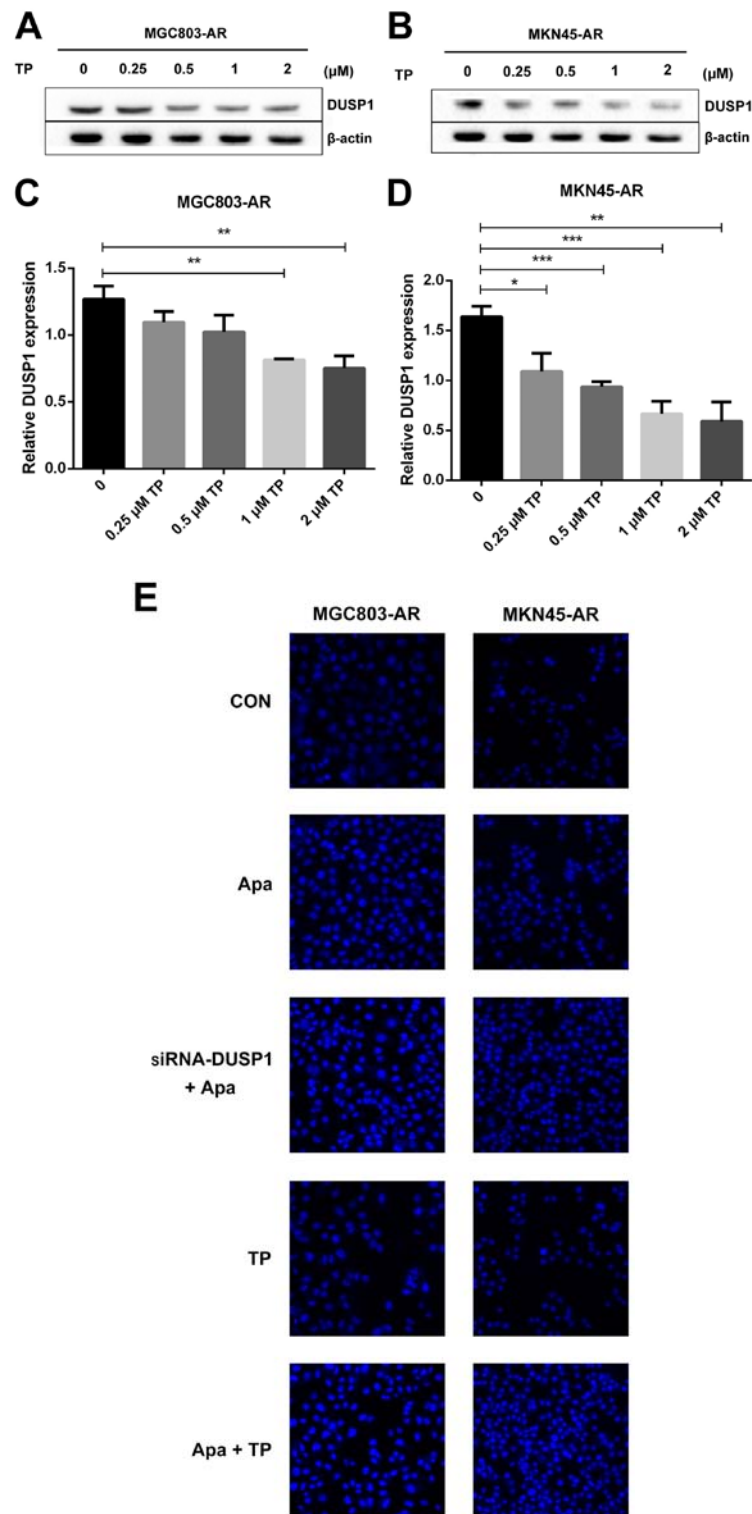 A
MGC803-AR
TP 0 0.25 0.5 1 2 (μM)
DUSP1
β-actin
B
MKN45-AR
TP 0 0.25 0.5 1 2 (μM)
DUSP1
β-actin
C
MGC803-AR
**
**
Relative DUSP1 expression
1.5
1.0
0.5
0.0
0 0.25 μM TP 0.5 μM TP 1 μM TP 2 μM TP
D
MKN45-AR
**
***
***
*
Relative DUSP1 expression
2.0
1.5
1.0
0.5
0.0
0 0.25 μM TP 0.5 μM TP 1 μM TP 2 μM TP
E
MGC803-AR MKN45-AR
CON
Apa
siRNA-DUSP1
+ Apa
TP
Apa + TP